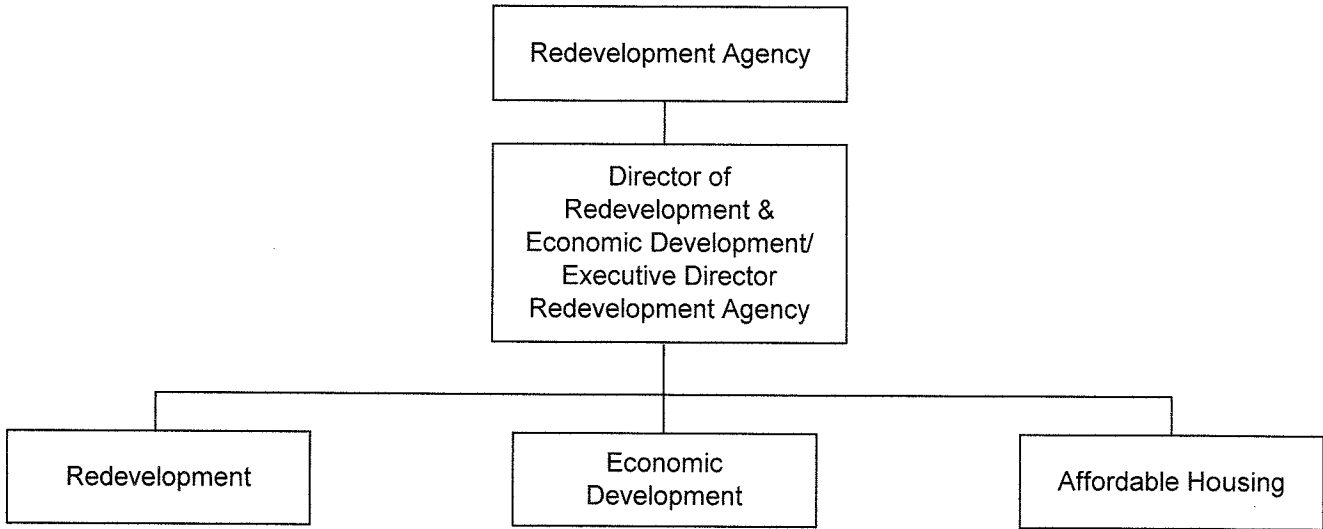 Redevelopment Agency
Director of
Redevelopment &
Economic Development/
Executive Director
Redevelopment Agency
Redevelopment
Economic
Development
Affordable Housing